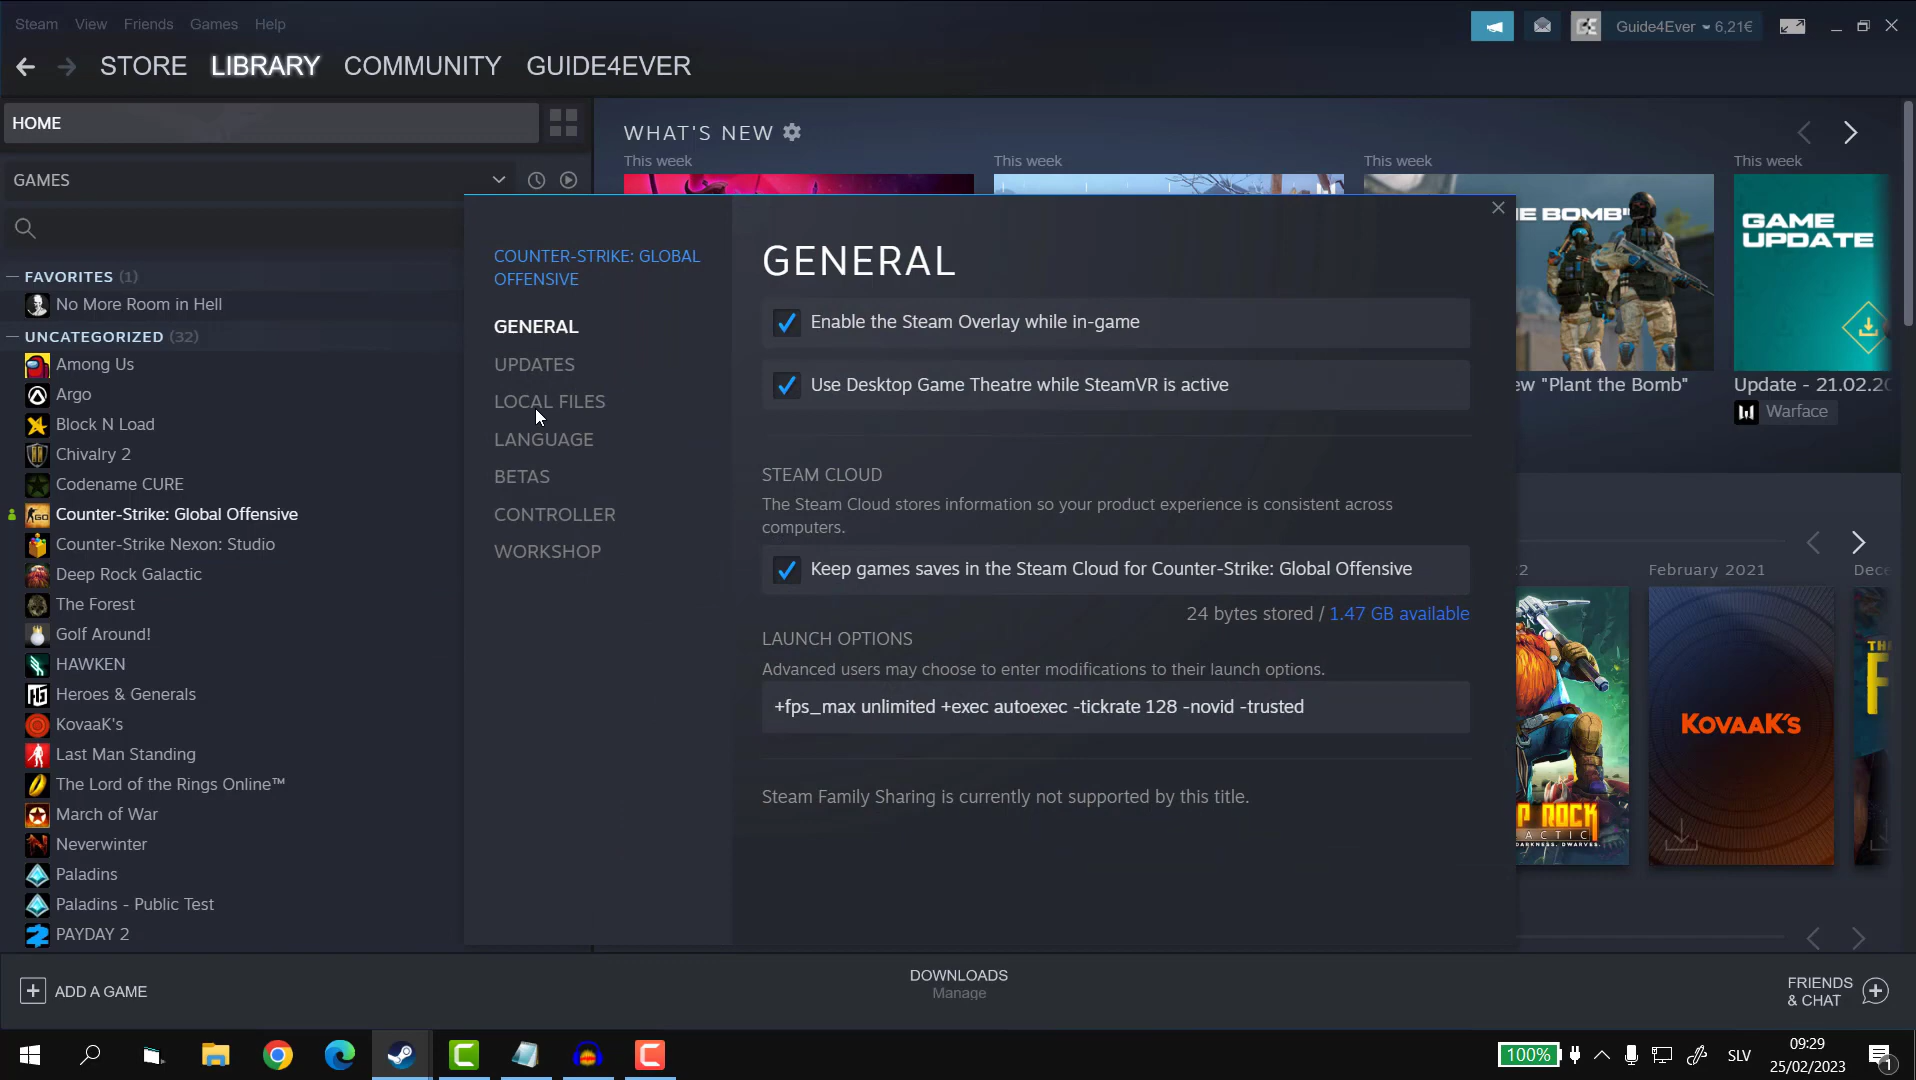 Steam View Friends Games Help
Guide4Ever 6,21€
STORE LIBRARY COMMUNITY GUIDE4EVER
HOME
GAMES
FAVORITES (1)
No More Room in Hell
UNCATEGORIZED (32)
Among Us
Argo
Block N Load
Chivalry 2
Codename CURE
Counter-Strike: Global Offensive
Counter-Strike Nexon: Studio
Deep Rock Galactic
The Forest
Golf Around!
HAWKEN
Heroes & Generals
KovaaK's
Last Man Standing
The Lord of the Rings Online™
March of War
Neverwinter
Paladins
Paladins - Public Test
PAYDAY 2
WHAT'S NEW
This week This week This week This week
E BOMB"
GAME
UPDATE
ew "Plant the Bomb"
Update - 21.02.20
Warface
COUNTER-STRIKE: GLOBAL
OFFENSIVE
GENERAL
UPDATES
LOCAL FILES
LANGUAGE
BETAS
CONTROLLER
WORKSHOP
GENERAL
Enable the Steam Overlay while in-game
Use Desktop Game Theatre while SteamVR is active
STEAM CLOUD
The Steam Cloud stores information so your product experience is consistent across
computers.
Keep games saves in the Steam Cloud for Counter-Strike: Global Offensive
24 bytes stored / 1.47 GB available
LAUNCH OPTIONS
Advanced users may choose to enter modifications to their launch options.
+fps_max unlimited +exec autoexec -tickrate 128 -novid -trusted
Steam Family Sharing is currently not supported by this title.
2 February 2021 Dece
P ROCK
ACTIC
DARKNESS. DWARVES.
KOVAAK'S
THE
F
ADD A GAME
DOWNLOADS
Manage
FRIENDS
& CHAT
100%
SLV
09:29
25/02/2023
1